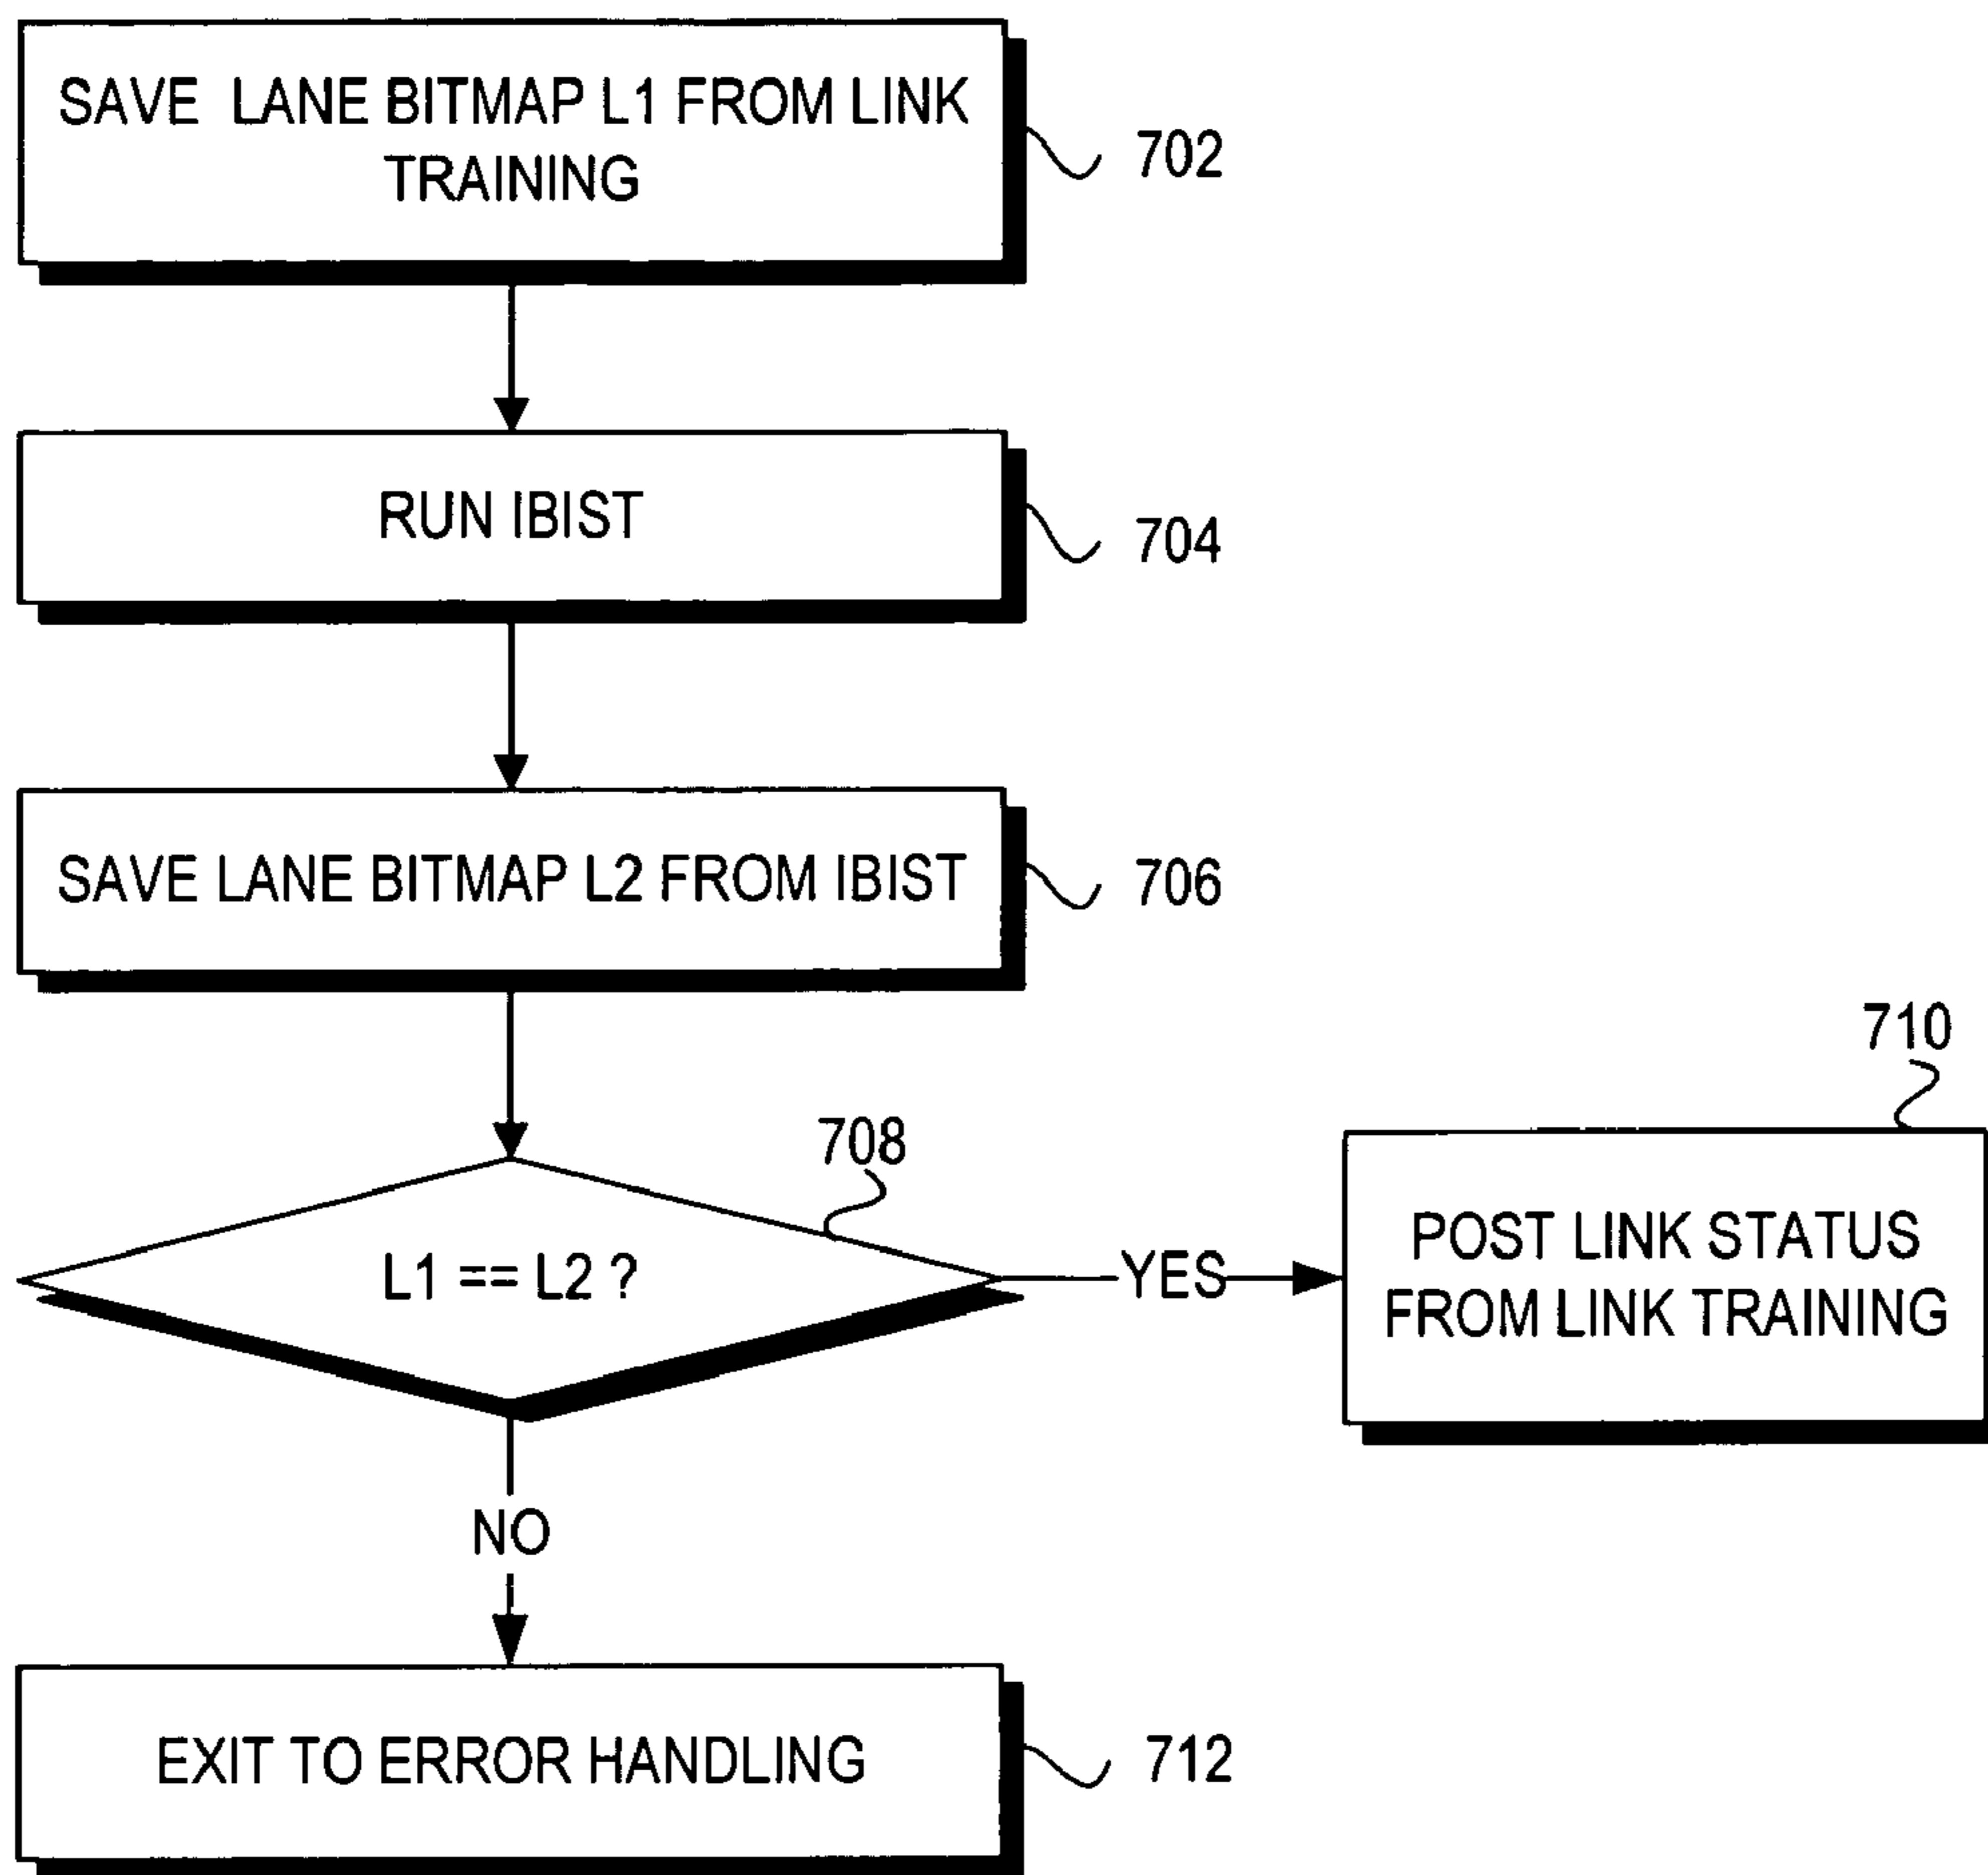 SAVE LANE BITMAP L1 FROM LINK
TRAINING
702
RUN IBIST
704
SAVE LANE BITMAP L2 FROM IBIST
706
708
L1 == L2 ?
YES
710
POST LINK STATUS
FROM LINK TRAINING
NO
EXIT TO ERROR HANDLING
712